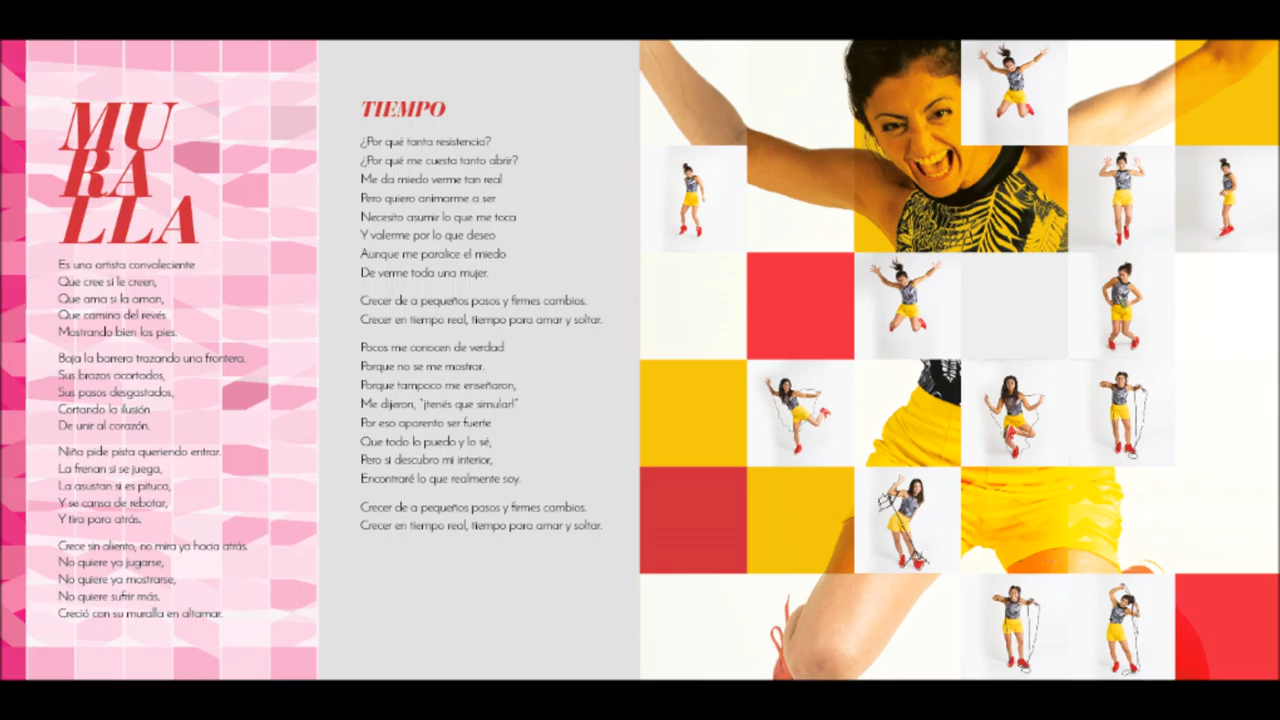 MU
RA
LLA
Es una artista convaleciente
Que cree si le creen,
Que ama si la aman,
Que camina del revés.
Mostrando bien los pies.
Baja la barrera trazando una frontera.
Sus brazos acortados,
Sus pasos desgastados,
Cortando la ilusión
De unir al corazón.
Niña pide pista queriendo entrar.
La frenan si se juega,
La asustan si es pituca,
Y se cansa de rebotar,
Y tira para atrás.
Crece sin aliento, no mira ya hacia atrás.
No quiere ya jugarse,
No quiere ya mostrarse,
No quiere sufrir más.
Creció con su muralla en altamar.
TIEMPO
¿Por qué tanta resistencia?
¿Por qué me cuesta tanto abrir?
Me da miedo verme tan real
Pero quiero animarme a ser
Necesito asumir lo que me toca
Y valerme por lo que deseo
Aunque me paralice el miedo
De verme toda una mujer.
Crecer de a pequeños pasos y firmes cambios.
Crecer en tiempo real, tiempo para amar y soltar.
Pocos me conocen de verdad
Porque no se me mostrar.
Porque tampoco me enseñaron,
Me dijeron, "¡tenés que simular!"
Por eso aparento ser fuerte
Que todo lo puedo y lo sé,
Pero si descubro mi interior,
Encontraré lo que realmente soy.
Crecer de a pequeños pasos y firmes cambios.
Crecer en tiempo real, tiempo para amar y soltar.